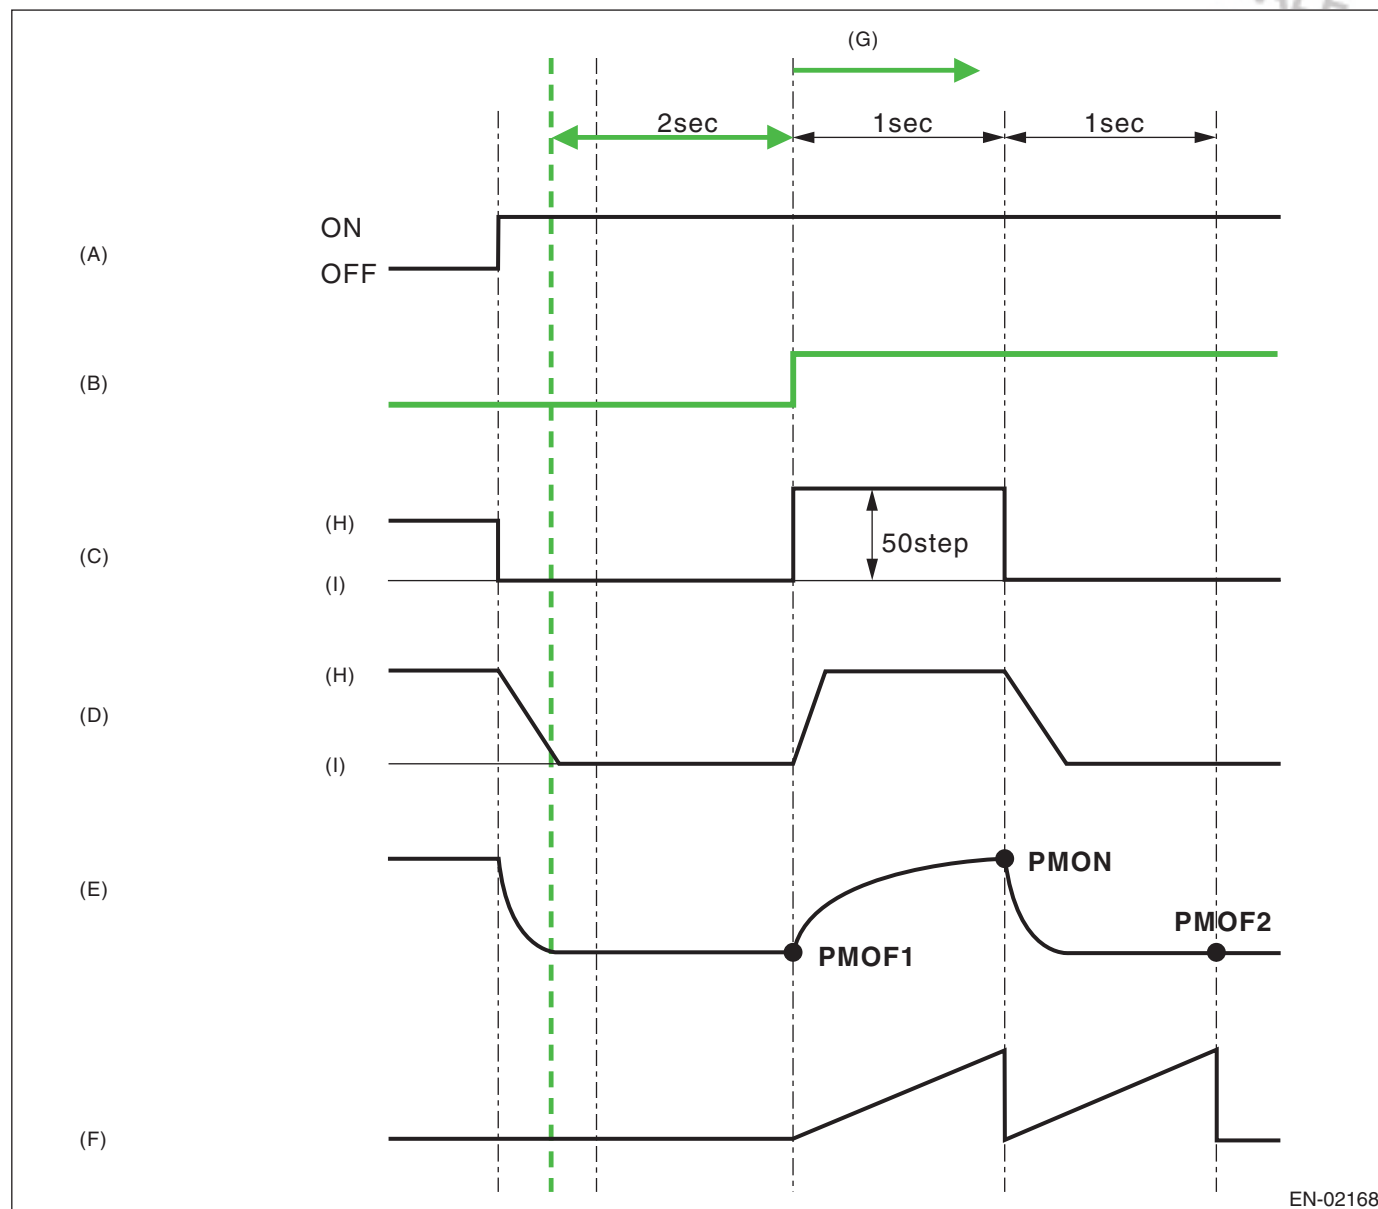 (G)
2sec
1sec
1sec
ON
(A)
OFF
(B)
(H)
50step
(C)
(I)
(H)
(D)
(I)
PMON
(E)
PMOF2
PMOF1
(F)
EN-02168